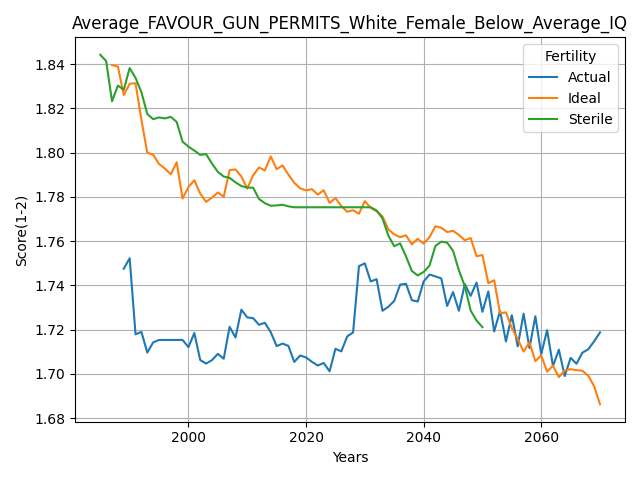 Average_FAVOUR_GUN_PERMITS_White_Female_Below_Average_IQ
Fertility
Actual
Ideal
Sterile
1.84
1.82
1.80
1.78
1.76
1.74
1.72
1.70
1.68
Score(1-2)
2000 2020 2040 2060
Years